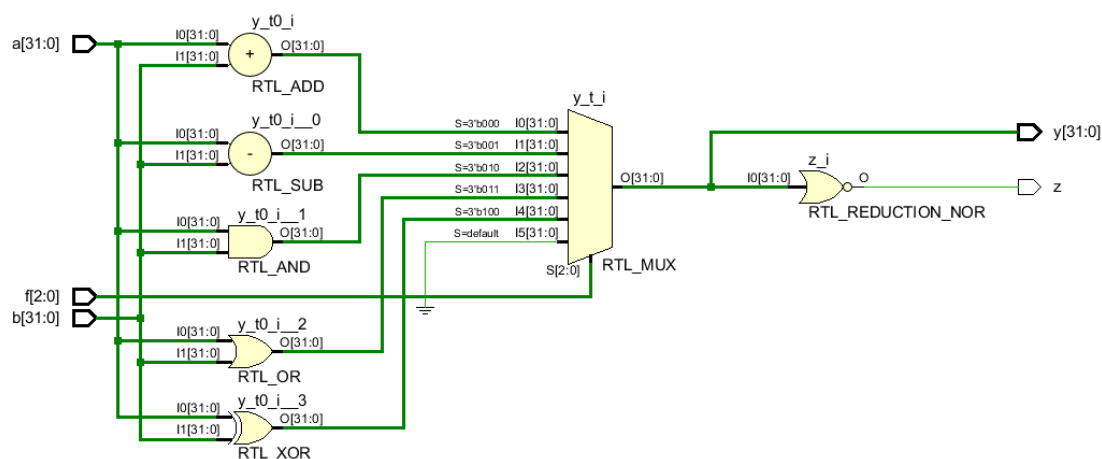 y_t0_i
a[31:0]
I0[31:0]
I1[31:0]
+
O[31:0]
RTL_ADD
y_t0_i__0
I0[31:0]
I1[31:0]
-
O[31:0]
RTL_SUB
y_t0_i__1
I0[31:0]
I1[31:0]
O[31:0]
RTL_AND
f[2:0]
b[31:0]
y_t0_i__2
I0[31:0]
I1[31:0]
O[31:0]
RTL_OR
y_t0_i__3
I0[31:0]
I1[31:0]
O[31:0]
RTL_XOR
y_t_i
S=3'b000 I0[31:0]
S=3'b001 I1[31:0]
S=3'b010 I2[31:0]
S=3'b011 I3[31:0]
S=3'b100 I4[31:0]
S=default I5[31:0]
S[2:0]
O[31:0]
RTL_MUX
z_i
I0[31:0]
O
RTL_REDUCTION_NOR
y[31:0]
z